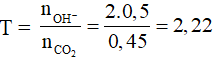 T = n_{OH^-} / n_{CO_2} = 2.0,5 / 0,45 = 2,22